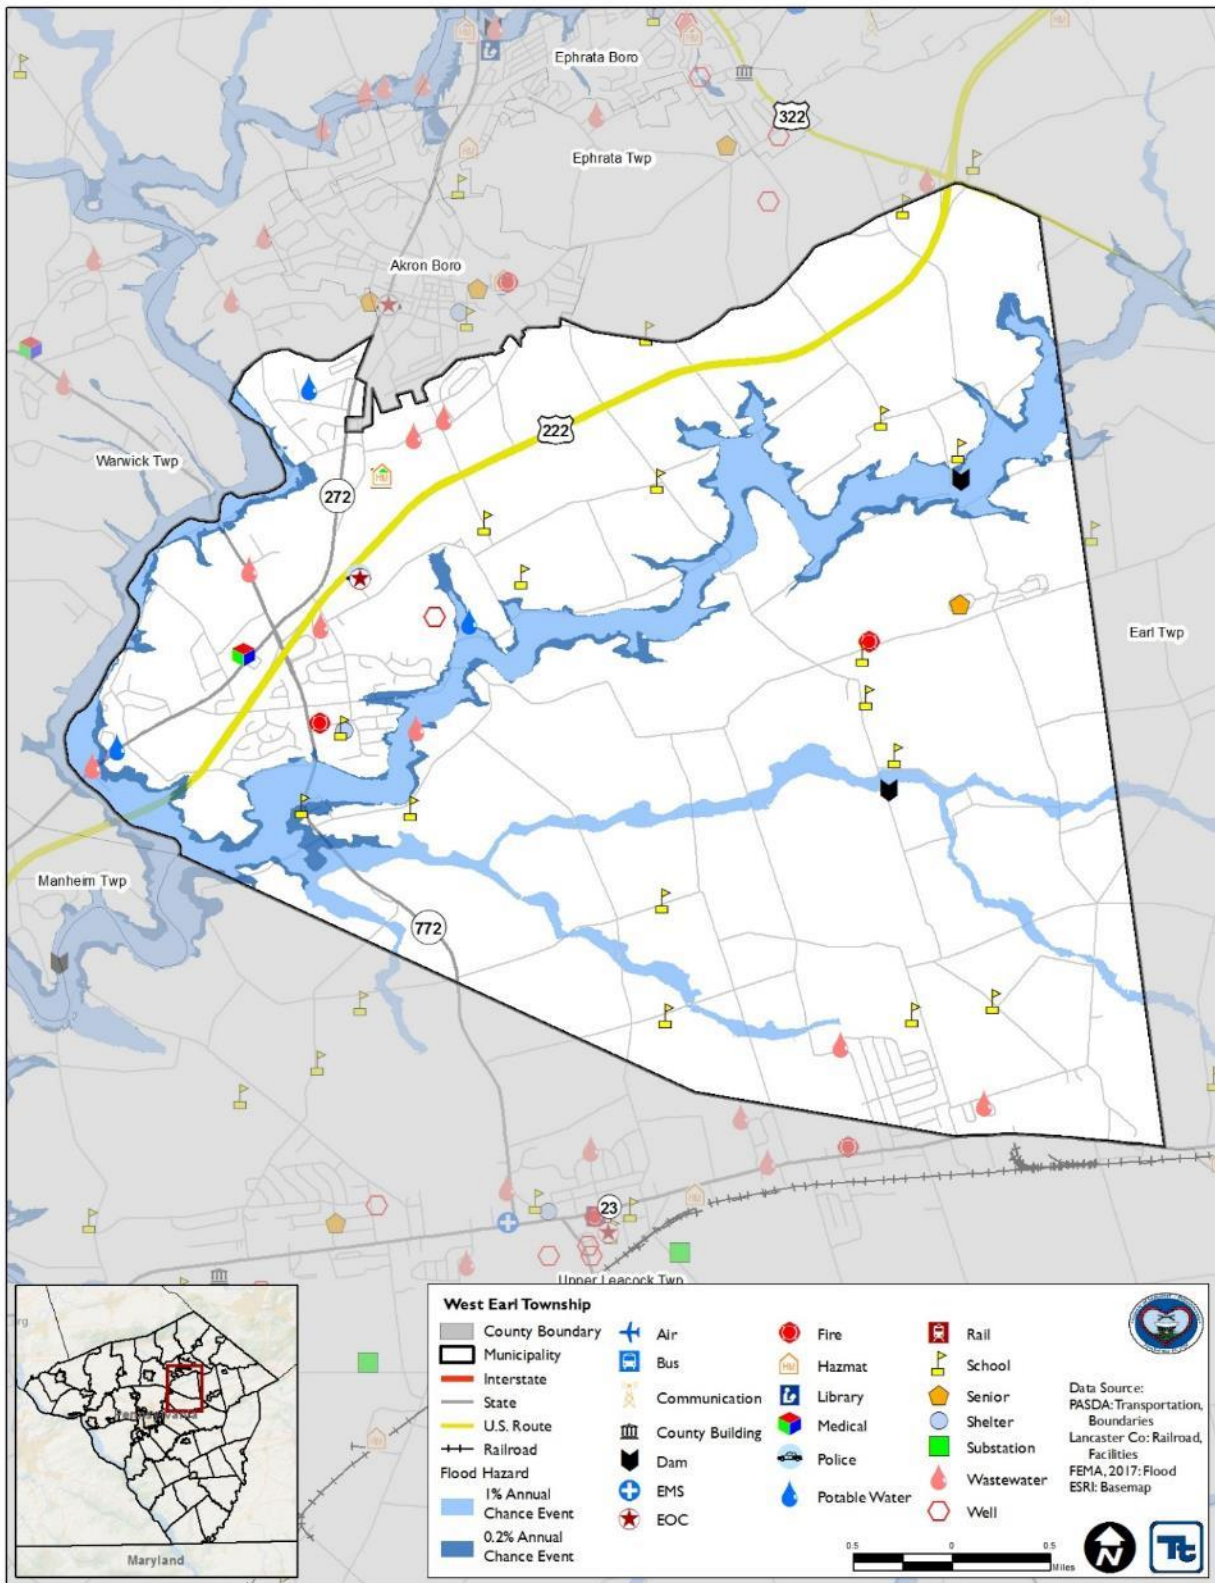 Ephrata Boro
322
Ephrata Twp
Akron Boro
222
Warwick Twp
272
Earl Twp
Manheim Twp
772
23
Upper Leacock Twp
Pennsylvania
Maryland
West Earl Township
County Boundary
Municipality
Interstate
State
U.S. Route
Railroad
Flood Hazard
1% Annual
Chance Event
0.2% Annual
Chance Event
Air
Bus
Communication
County Building
Dam
EMS
EOC
Fire
HM Hazmat
Library
Medical
Police
Potable Water
Rail
School
Senior
Shelter
Substation
Wastewater
Well
Data Source:
PASDA: Transportation,
Boundaries
Lancaster Co: Railroad,
Facilities
FEMA, 2017: Flood
ESRI: Basemap
0.5 0 0.5
Miles
N
Tt